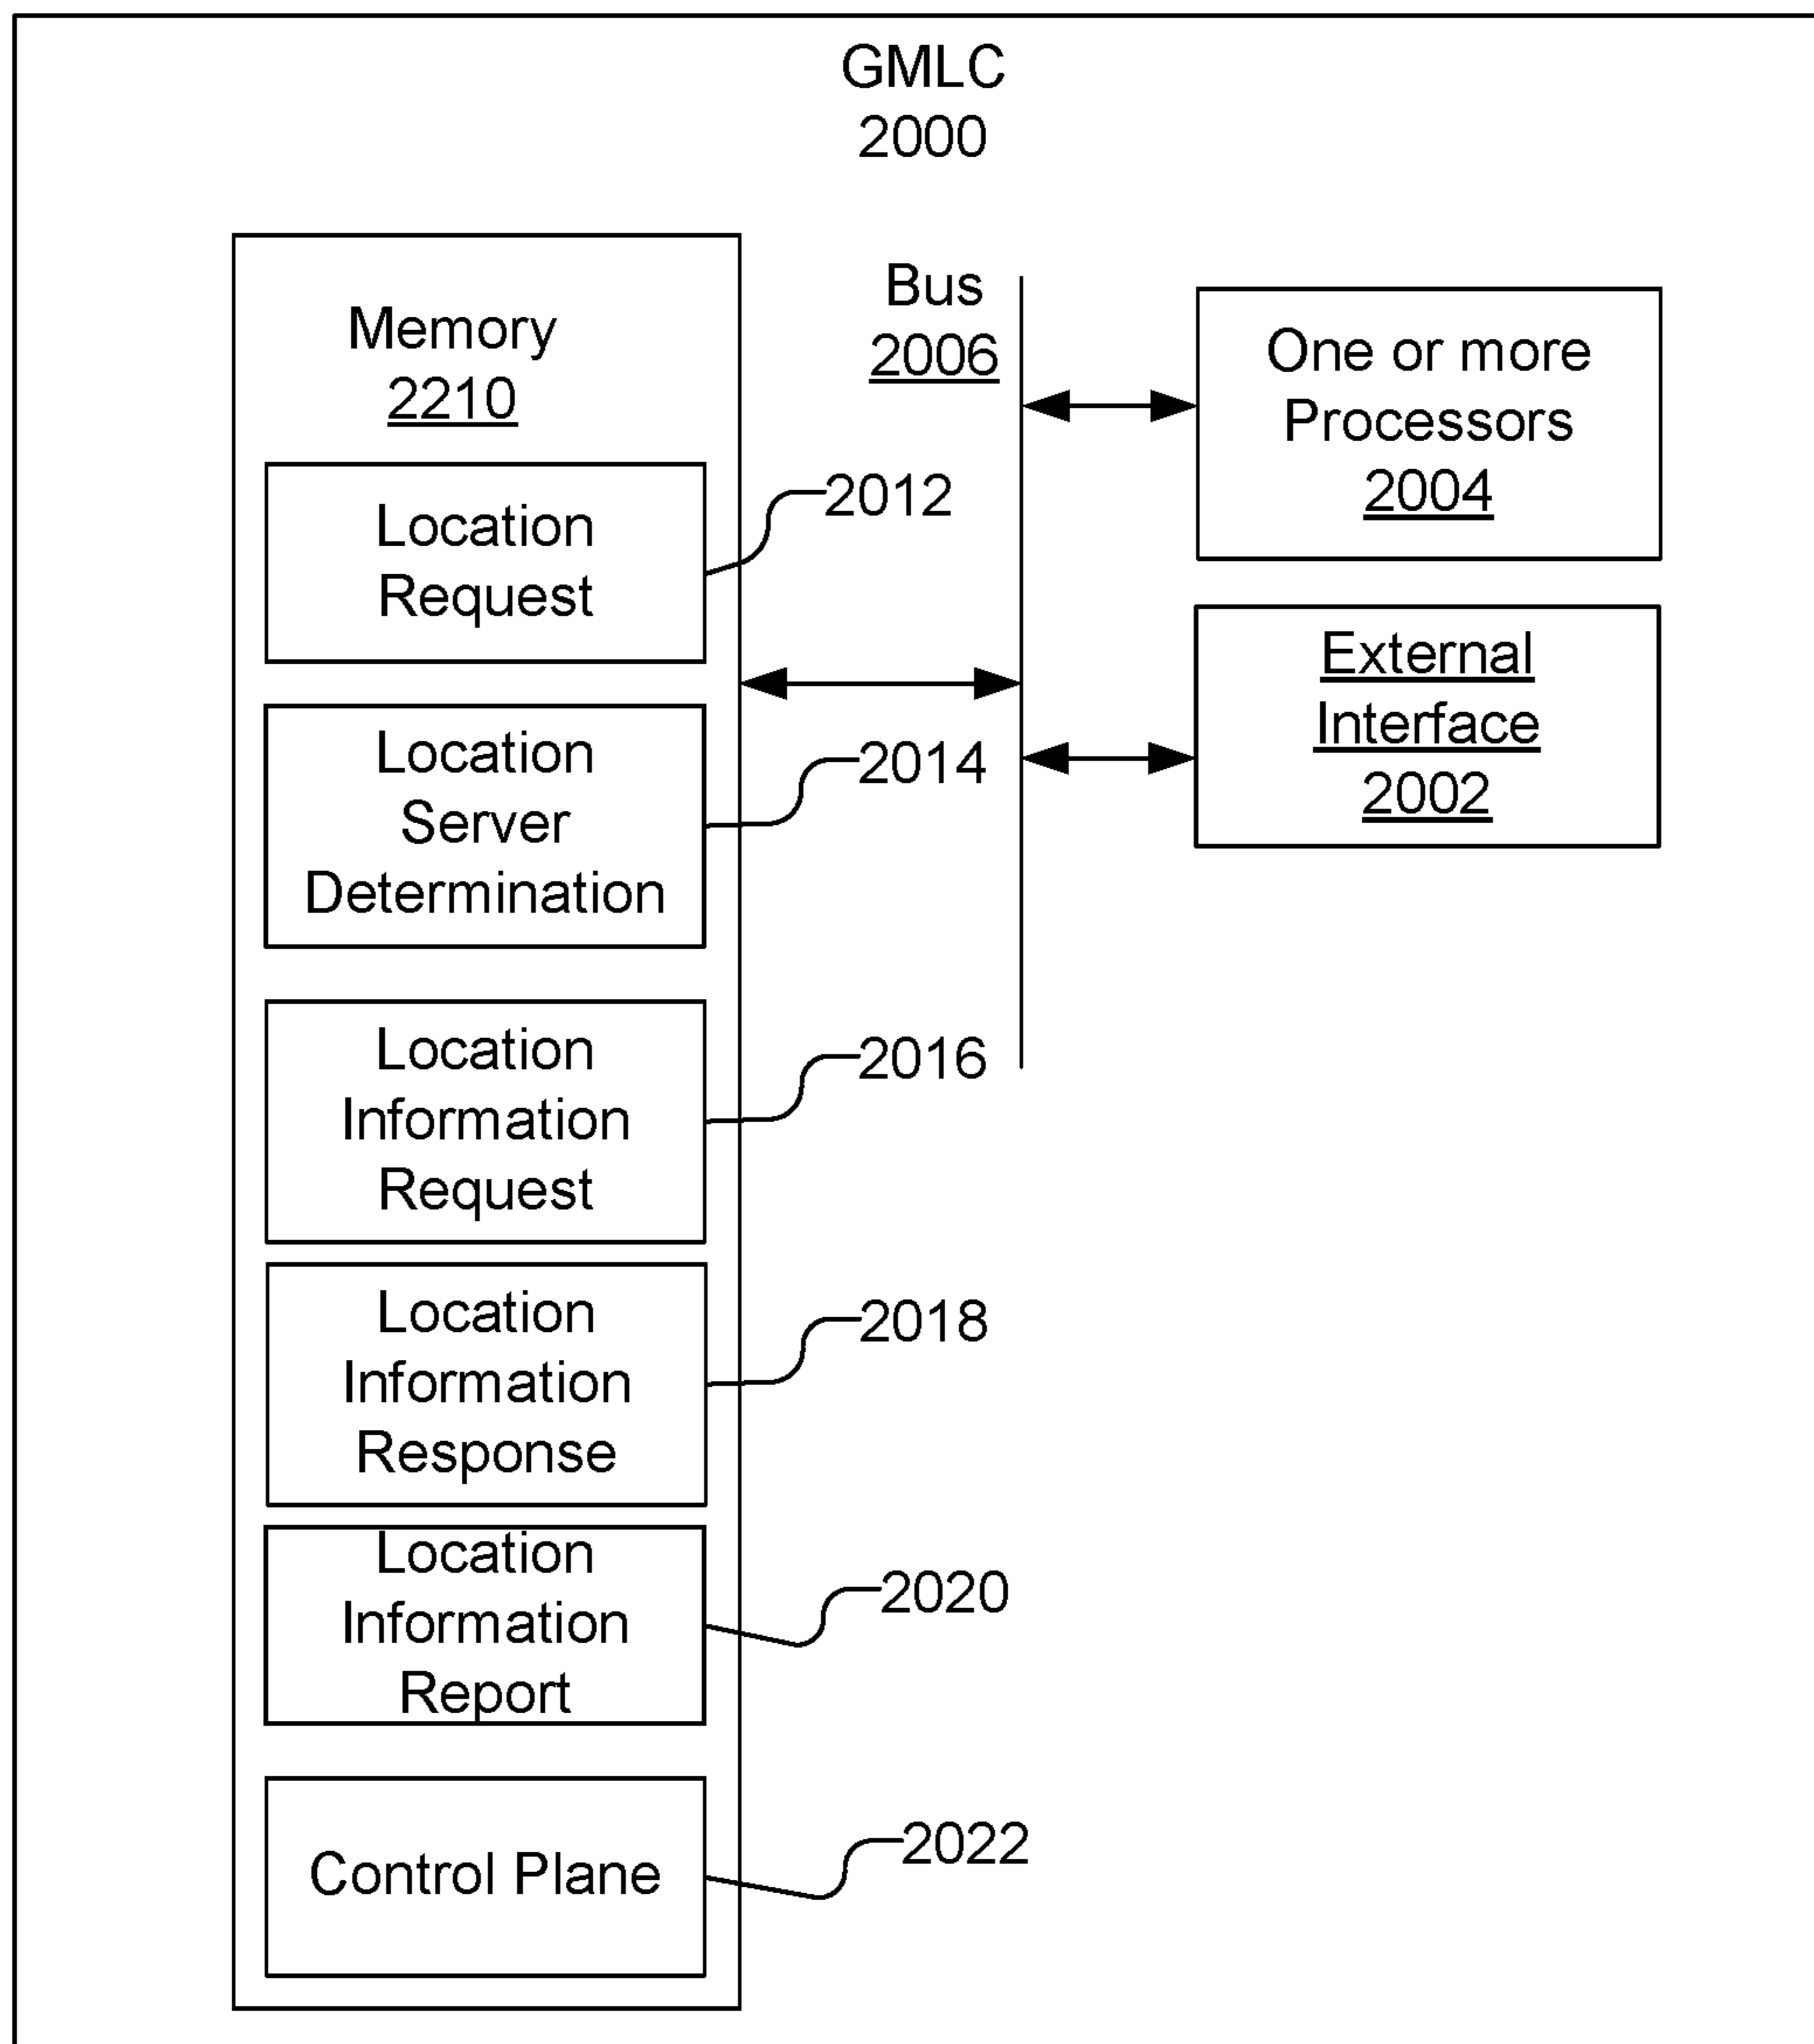 GMLC
2000
Memory
2210
Bus
2006
One or more
Processors
2004
Location
Request
2012
External
Interface
2002
Location
Server
Determination
2014
Location
Information
Request
2016
Location
Information
Response
2018
Location
Information
Report
2020
Control Plane
2022